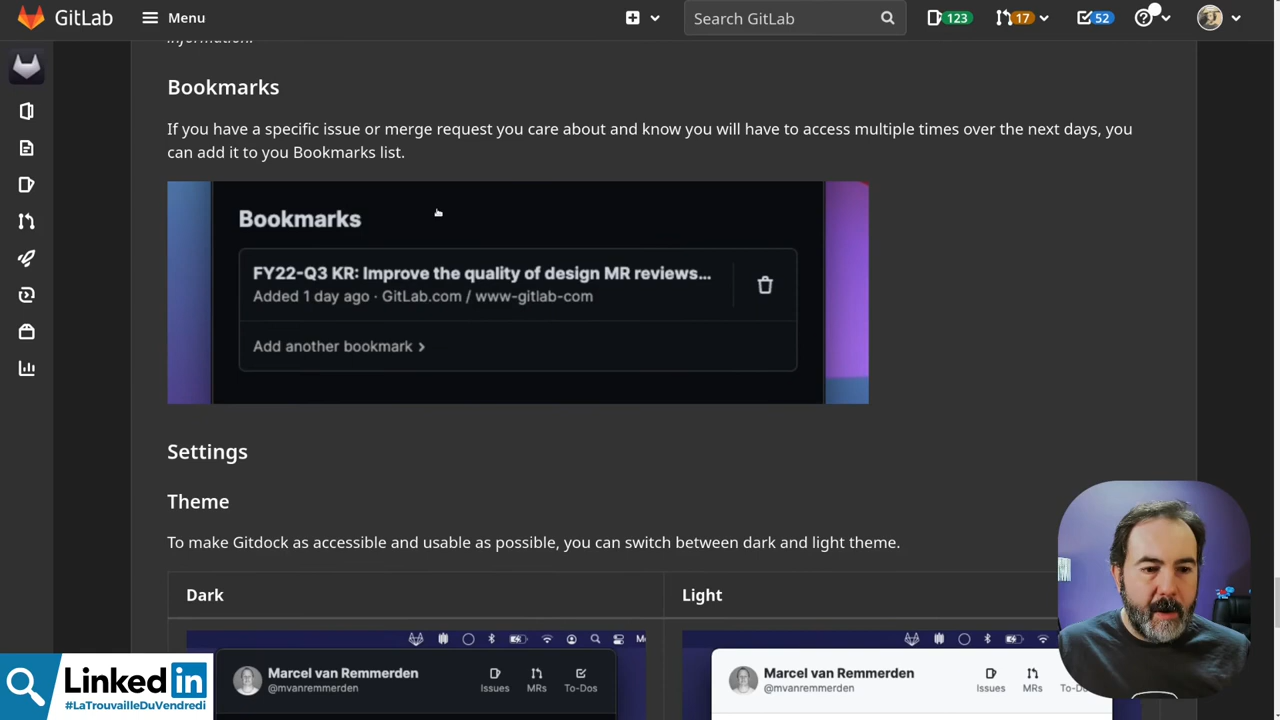 GitLab
Menu
Search GitLab
123
17
52
information.
Bookmarks
If you have a specific issue or merge request you care about and know you will have to access multiple times over the next days, you
can add it to you Bookmarks list.
Bookmarks
FY22-Q3 KR: Improve the quality of design MR reviews...
Added 1 day ago · GitLab.com / www-gitlab-com
Add another bookmark >
Settings
Theme
To make Gitdock as accessible and usable as possible, you can switch between dark and light theme.
Dark
Light
Marcel van Remmerden
@mvanremmerden
Issues
MRs
To-Dos
Marcel van Remmerden
@mvanremmerden
Issues
MRs
LinkedIn
#LaTrouvailleDuVendredi